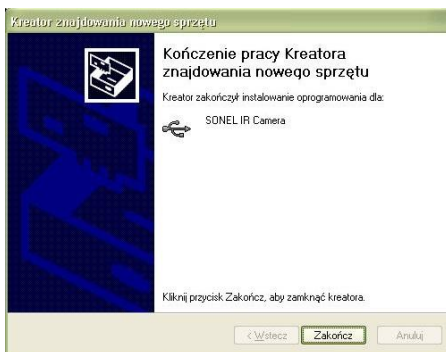 Kreator znajdowania nowego sprzętu
Kończenie pracy Kreatora
znajdowania nowego sprzętu
Kreator zakończył instalowanie oprogramowania dla:
SONEL IR Camera
Kliknij przycisk Zakończ, aby zamknąć kreatora.
< Wstecz Zakończ Anuluj